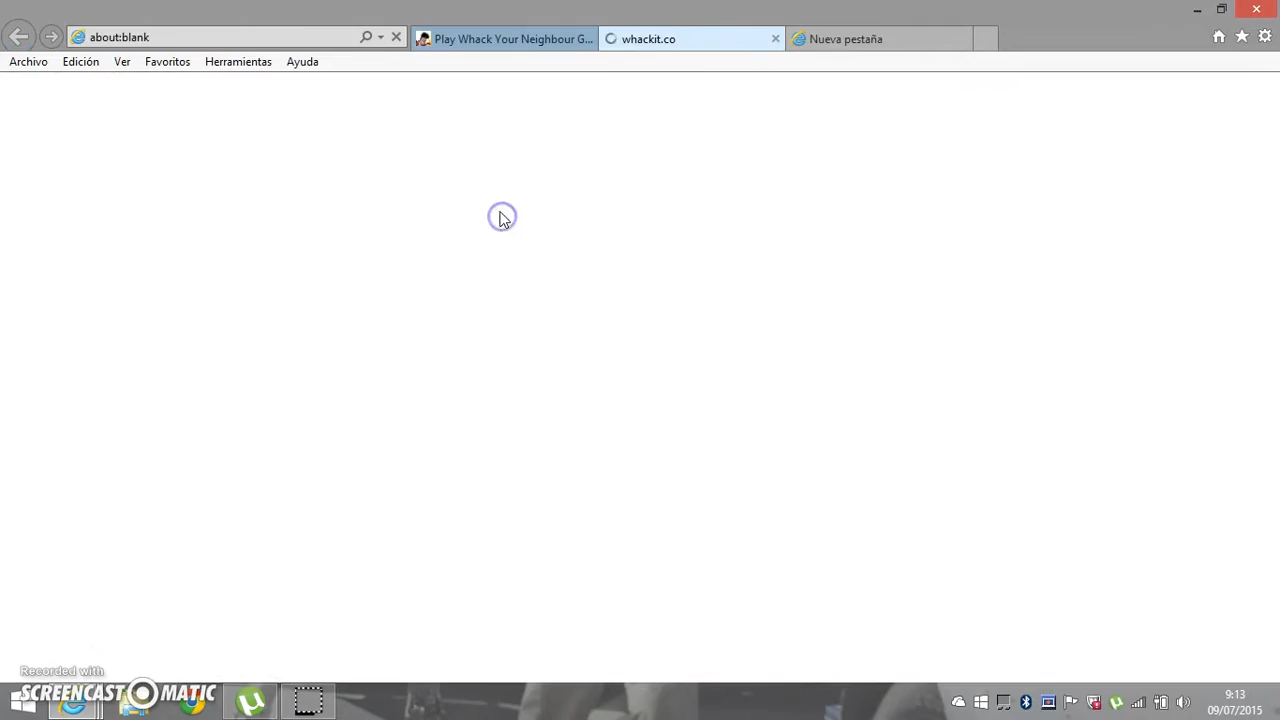 about:blank
Play Whack Your Neighbour G...
whackit.co
Nueva pestaña
Archivo Edición Ver Favoritos Herramientas Ayuda
Recorded with
SCREENCAST MATIC
9:13
09/07/2015